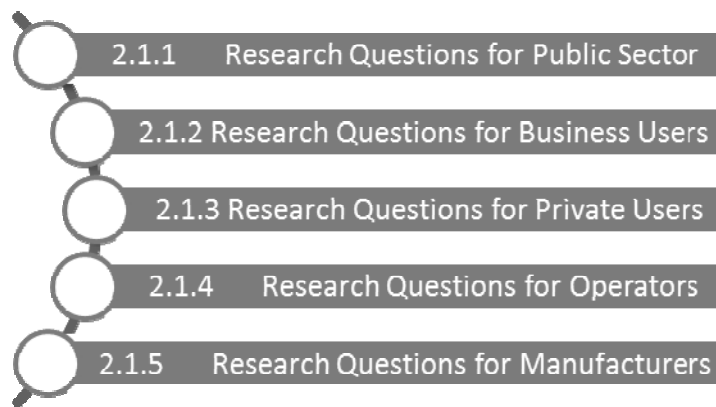 2.1.1 Research Questions for Public Sector
2.1.2 Research Questions for Business Users
2.1.3 Research Questions for Private Users
2.1.4 Research Questions for Operators
2.1.5 Research Questions for Manufacturers